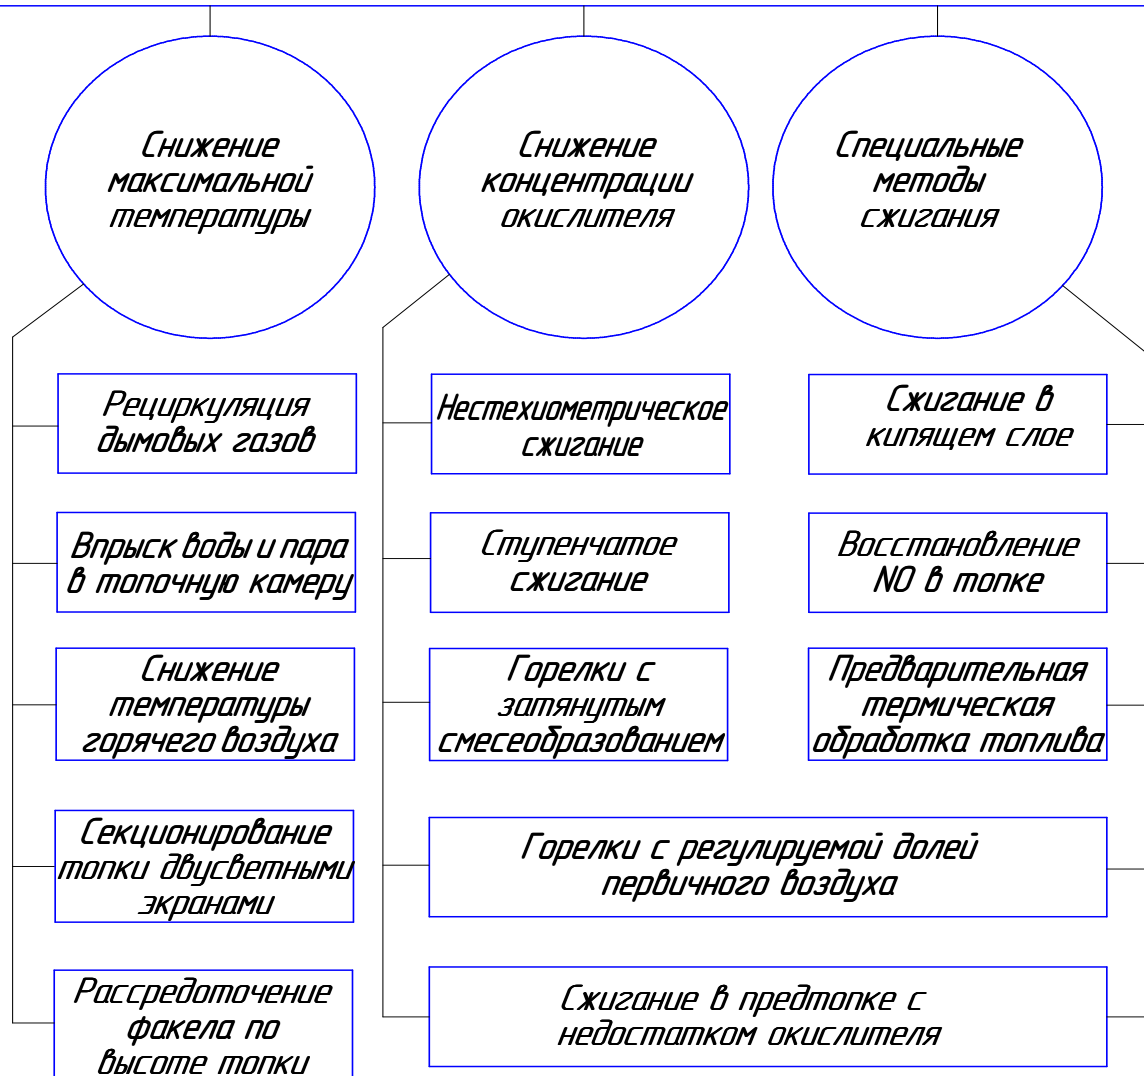 Снижение
максимальной
температуры
Снижение
концентрации
окислителя
Специальные
методы
сжигания
Рециркуляция
дымовых газов
Впрыск воды и пара
в топочную камеру
Снижение
температуры
горячего воздуха
Секционирование
топки двусветными
экранами
Рассредоточение
факела по
высоте топки
Нестехиометрическое
сжигание
Ступенчатое
сжигание
Горелки с
затянутым
смесеобразованием
Сжигание в
кипящем слое
Восстановление
NO в топке
Предварительная
термическая
обработка топлива
Горелки с регулируемой долей
первичного воздуха
Сжигание в предтопке с
недостатком окислителя